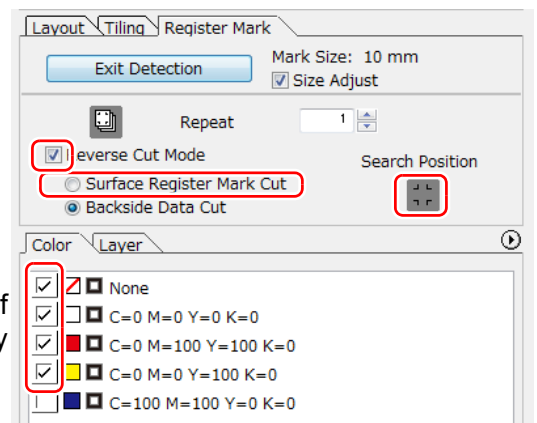 Layout Tiling Register Mark
Mark Size: 10 mm
Exit Detection
Size Adjust
Repeat 1
everse Cut Mode
Search Position
Surface Register Mark Cut
Backside Data Cut
Color Layer
None
f
C=0 M=0 Y=0 K=0
y
C=0 M=100 Y=100 K=0
C=0 M=0 Y=100 K=0
C=100 M=100 Y=0 K=0